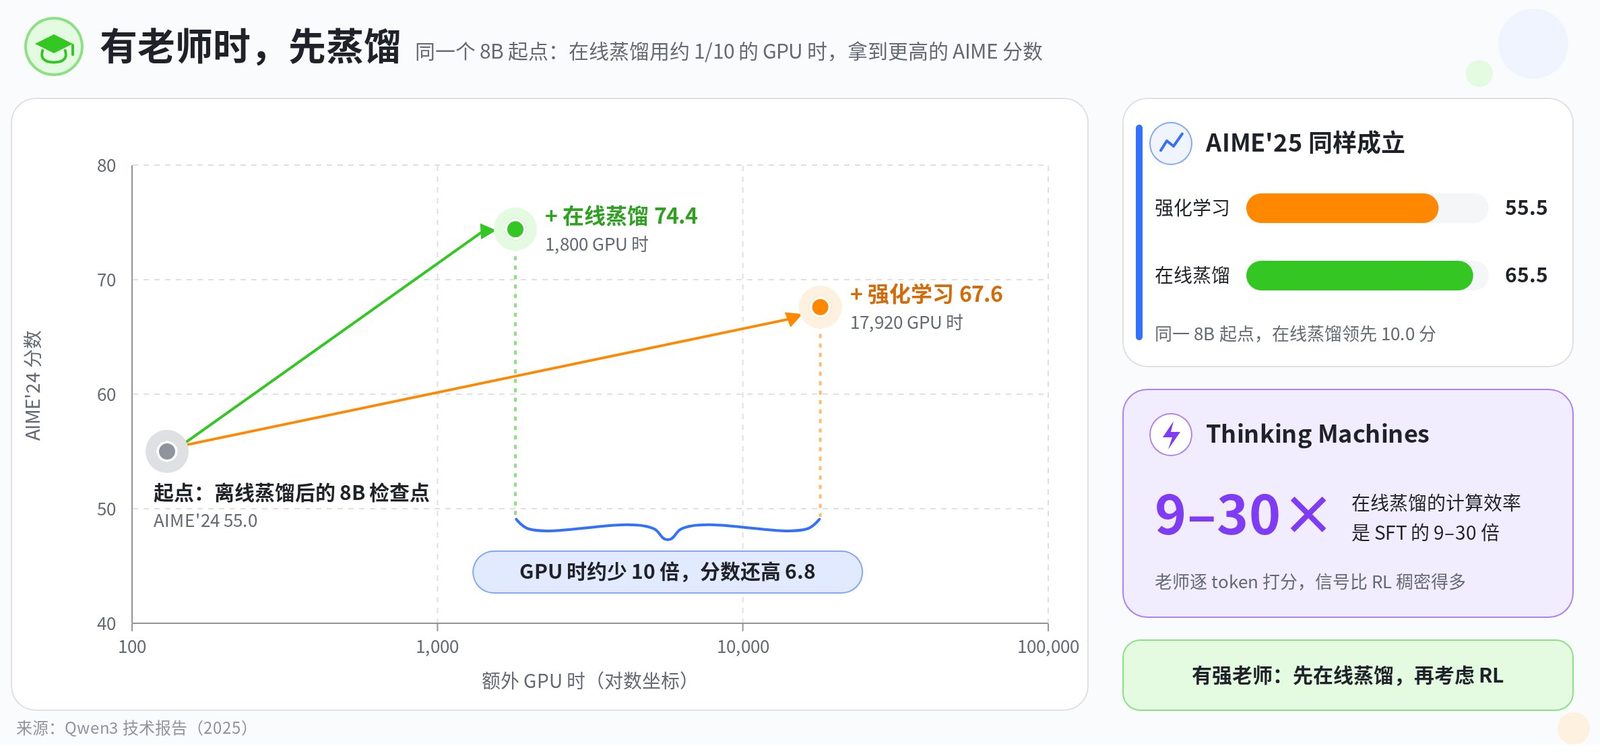 有老师时，先蒸馏
同一个 8B 起点：在线蒸馏用约 1/10 的 GPU 时，拿到更高的 AIME 分数
AIME'24 分数
80
70
60
50
40
+ 在线蒸馏 74.4
1,800 GPU 时
+ 强化学习 67.6
17,920 GPU 时
起点：离线蒸馏后的 8B 检查点
AIME'24 55.0
GPU 时约少 10 倍，分数还高 6.8
100
1,000
10,000
100,000
额外 GPU 时（对数坐标）
AIME'25 同样成立
强化学习 55.5
在线蒸馏 65.5
同一 8B 起点，在线蒸馏领先 10.0 分
Thinking Machines
9–30×
在线蒸馏的计算效率
是 SFT 的 9–30 倍
老师逐 token 打分，信号比 RL 稠密得多
有强老师：先在线蒸馏，再考虑 RL
来源：Qwen3 技术报告（2025）